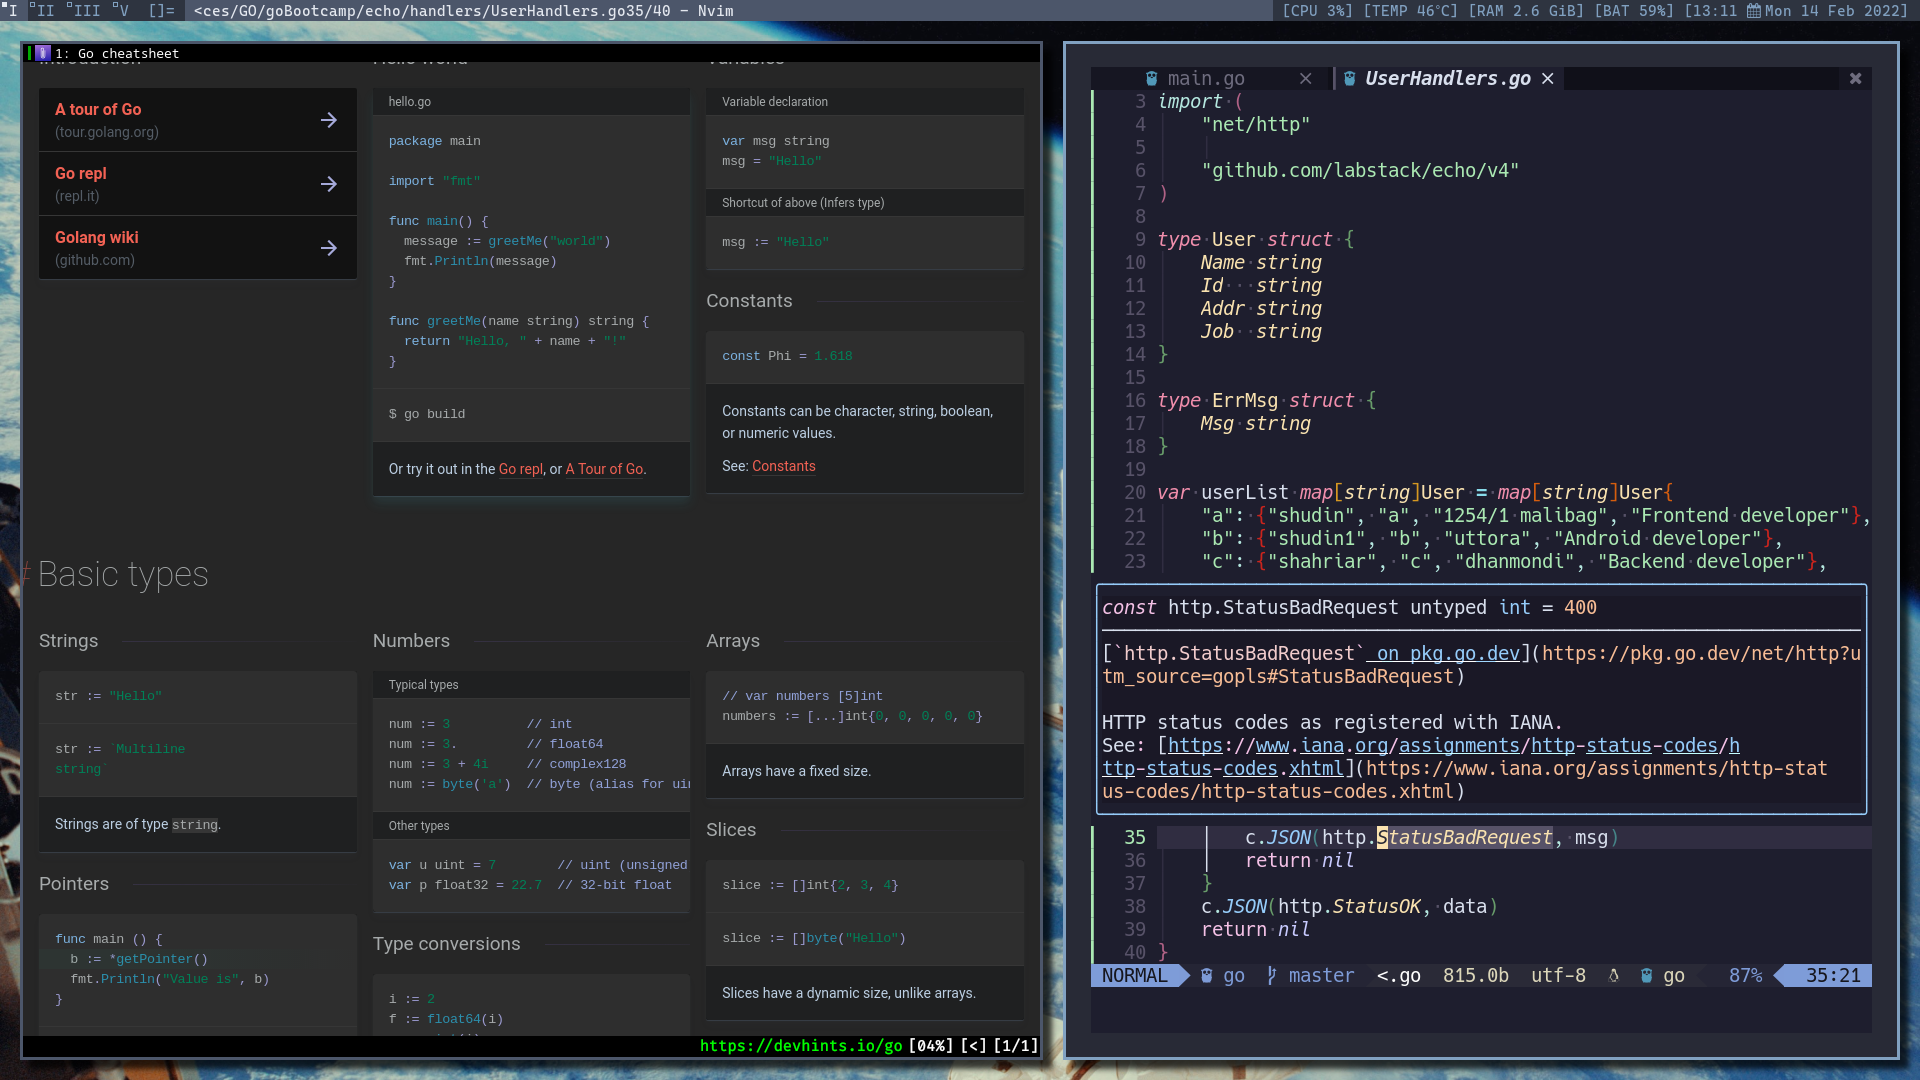 I II III V []= <ces/GO/goBootcamp/echo/handlers/UserHandlers.go35/40 - Nvim
[CPU 3%] [TEMP 46°C] [RAM 2.6 GiB] [BAT 59%] [13:11 Mon 14 Feb 2022]
1: Go cheatsheet
Introduction
A tour of Go
(tour.golang.org)
Go repl
(repl.it)
Golang wiki
(github.com)
Hello world
hello.go
package main
import "fmt"
func main() {
message := greetMe("world")
fmt.Println(message)
}
func greetMe(name string) string {
return "Hello, " + name + "!"
}
$ go build
Or try it out in the Go repl, or A Tour of Go.
Variables
Variable declaration
var msg string
msg = "Hello"
Shortcut of above (Infers type)
msg := "Hello"
Constants
const Phi = 1.618
Constants can be character, string, boolean,
or numeric values.
See: Constants
# Basic types
Strings
str := "Hello"
str := `Multiline
string`
Strings are of type string.
Pointers
func main () {
b := *getPointer()
fmt.Println("Value is", b)
}
Numbers
Typical types
num := 3 // int
num := 3. // float64
num := 3 + 4i // complex128
num := byte('a') // byte (alias for uin
Other types
var u uint = 7 // uint (unsigned
var p float32 = 22.7 // 32-bit float
Type conversions
i := 2
f := float64(i)
Arrays
// var numbers [5]int
numbers := [...]int{0, 0, 0, 0, 0}
Arrays have a fixed size.
Slices
slice := []int{2, 3, 4}
slice := []byte("Hello")
Slices have a dynamic size, unlike arrays.
https://devhints.io/go [04%] [<] [1/1]
main.go × UserHandlers.go ×
3 import (
4 "net/http"
5
6 "github.com/labstack/echo/v4"
7 )
8
9 type User struct {
10 Name string
11 Id string
12 Addr string
13 Job string
14 }
15
16 type ErrMsg struct {
17 Msg string
18 }
19
20 var userList map[string]User = map[string]User{
21 "a": {"shudin", "a", "1254/1 malibag", "Frontend developer"},
22 "b": {"shudin1", "b", "uttora", "Android developer"},
23 "c": {"shahriar", "c", "dhanmondi", "Backend developer"},
const http.StatusBadRequest untyped int = 400
[`http.StatusBadRequest` on pkg.go.dev](https://pkg.go.dev/net/http?u
tm_source=gopls#StatusBadRequest)
HTTP status codes as registered with IANA.
See: [https://www.iana.org/assignments/http-status-codes/h
ttp-status-codes.xhtml](https://www.iana.org/assignments/http-stat
us-codes/http-status-codes.xhtml)
35 c.JSON(http.StatusBadRequest, msg)
36 return nil
37 }
38 c.JSON(http.StatusOK, data)
39 return nil
40 }
NORMAL go master <.go 815.0b utf-8 go 87% 35:21